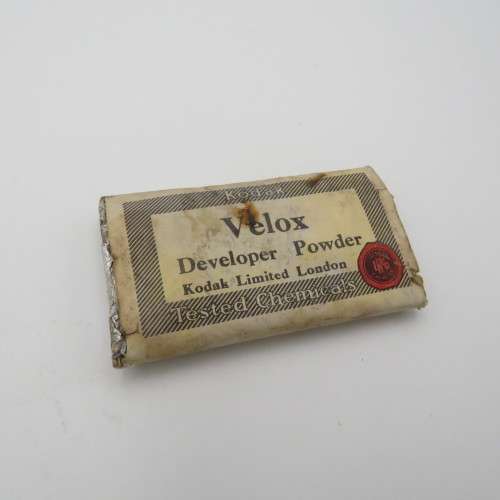 Kodak
Velox
Developer Powder
Kodak Limited London
Tested Chemicals